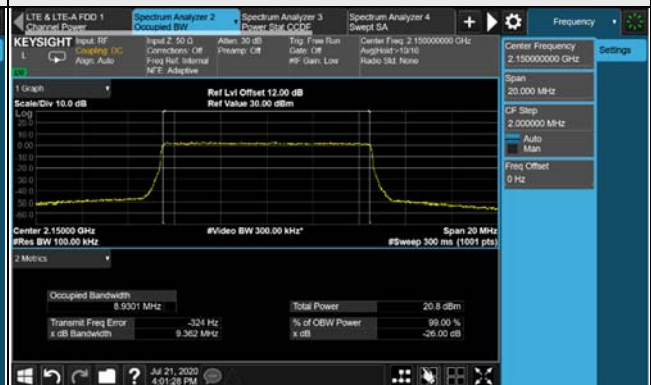 LTE & LTE-A FDD 1
Channel Power
Spectrum Analyzer 2
Occupied BW
Spectrum Analyzer 3
Power Stat CCDF
Spectrum Analyzer 4
Swept SA
Frequency
KEYSIGHT
L
Input: RF
Coupling: DC
Align: Auto
Input Z: 50 Ω
Corrections: Off
Freq Ref: Internal
NFE: Adaptive
Atten: 30 dB
Preamp: Off
Trig: Free Run
Gate: Off
#IF Gain: Low
Center Freq: 2.150000000 GHz
Avg|Hold:>10/10
Radio Std: None
Center Frequency
2.150000000 GHz
Settings
Span
20.000 MHz
CF Step
2.000000 MHz
Auto
Man
Freq Offset
0 Hz
1 Graph
Scale/Div 10.0 dB
Ref Lvl Offset 12.00 dB
Ref Value 30.00 dBm
Log
20.0
10.0
0.00
-10.0
-20.0
-30.0
-40.0
-50.0
-60.0
Center 2.15000 GHz
#Res BW 100.00 kHz
#Video BW 300.00 kHz*
Span 20 MHz
#Sweep 300 ms (1001 pts)
2 Metrics
Occupied Bandwidth
8.9301 MHz
Total Power
20.8 dBm
Transmit Freq Error
-324 Hz
% of OBW Power
99.00 %
x dB Bandwidth
9.362 MHz
x dB
-26.00 dB
?
Jul 21, 2020
4:01:28 PM